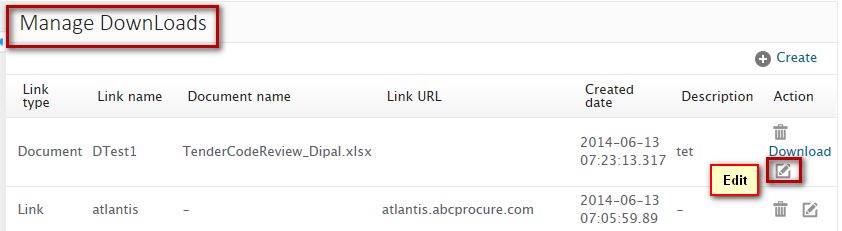 Manage DownLoads
Create
Link type Link name Document name Link URL Created date Description Action
Document DTest1 TenderCodeReview_Dipal.xlsx 2014-06-13 07:23:13.317 tet Download
Edit
Link atlantis - atlantis.abcprocure.com 2014-06-13 07:05:59.89 -